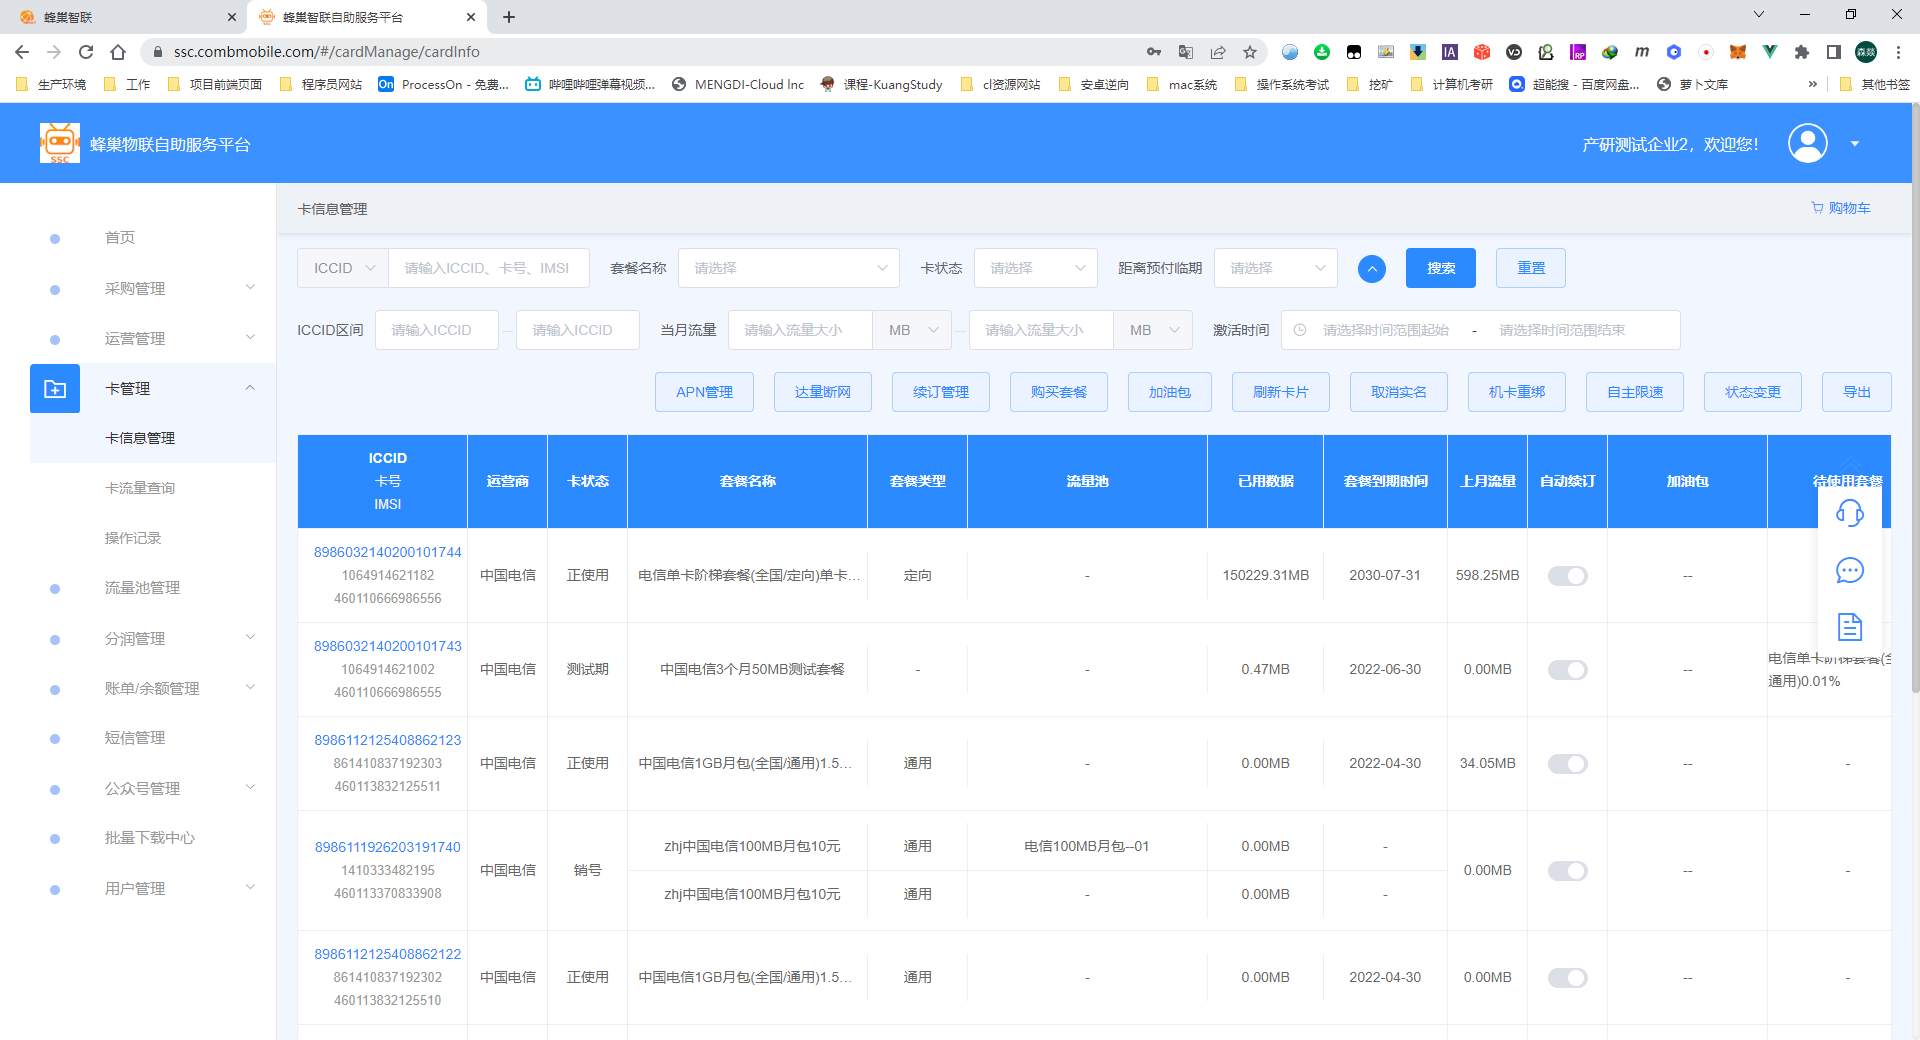 蜂巢智联
蜂巢智联自助服务平台
ssc.combmobile.com/#/cardManage/cardInfo
生产环境 工作 项目前端页面 程序员网站 On ProcessOn - 免费... 哔哩哔哩弹幕视频... MENGDI-Cloud Inc 课程-KuangStudy cl资源网站 安卓逆向 mac系统 操作系统考试 挖矿 计算机考研 超能搜 - 百度网盘... 萝卜文库 » 其他书签
SSC
蜂巢物联自助服务平台
产研测试企业2，欢迎您！
首页
采购管理
运营管理
卡管理
卡信息管理
卡流量查询
操作记录
流量池管理
分润管理
账单/余额管理
短信管理
公众号管理
批量下载中心
用户管理
卡信息管理
购物车
ICCID 请输入ICCID、卡号、IMSI 套餐名称 请选择 卡状态 请选择 距离预付临期 请选择 搜索 重置
ICCID区间 请输入ICCID 请输入ICCID 当月流量 请输入流量大小 MB 请输入流量大小 MB 激活时间 请选择时间范围起始 - 请选择时间范围结束
APN管理 达量断网 续订管理 购买套餐 加油包 刷新卡片 取消实名 机卡重绑 自主限速 状态变更 导出
ICCID
卡号
IMSI
运营商 卡状态 套餐名称 套餐类型 流量池 已用数据 套餐到期时间 上月流量 自动续订 加油包 待使用套餐
8986032140200101744
1064914621182
460110666986556
中国电信 正使用 电信单卡阶梯套餐(全国/定向)单卡... 定向 - 150229.31MB 2030-07-31 598.25MB --
8986032140200101743
1064914621002
460110666986555
中国电信 测试期 中国电信3个月50MB测试套餐 - - 0.47MB 2022-06-30 0.00MB --
电信单卡阶梯套餐(全
通用)0.01%
8986112125408862123
861410837192303
460113832125511
中国电信 正使用 中国电信1GB月包(全国/通用)1.5... 通用 - 0.00MB 2022-04-30 34.05MB -- -
8986111926203191740
1410333482195
460113370833908
中国电信 销号
zhj中国电信100MB月包10元 通用 电信100MB月包--01 0.00MB -
zhj中国电信100MB月包10元 通用 - 0.00MB -
0.00MB -- -
8986112125408862122
861410837192302
460113832125510
中国电信 正使用 中国电信1GB月包(全国/通用)1.5... 通用 - 0.00MB 2022-04-30 0.00MB -- -